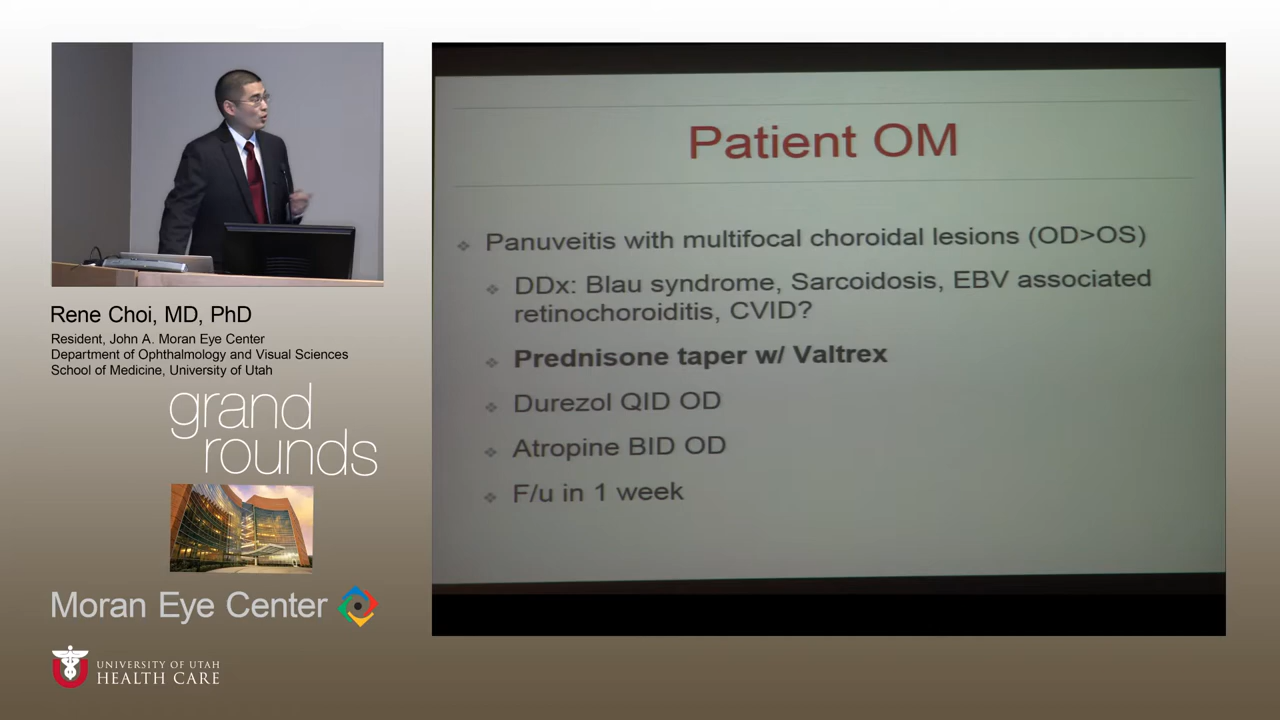 Patient OM
Panuveitis with multifocal choroidal lesions (OD>OS)
DDx: Blau syndrome, Sarcoidosis, EBV associated
retinochoroiditis, CVID?
Prednisone taper w/ Valtrex
Durezol QID OD
Atropine BID OD
F/u in 1 week
Rene Choi, MD, PhD
Resident, John A. Moran Eye Center
Department of Ophthalmology and Visual Sciences
School of Medicine, University of Utah
grand
rounds
Moran Eye Center
U
UNIVERSITY OF UTAH
HEALTH CARE